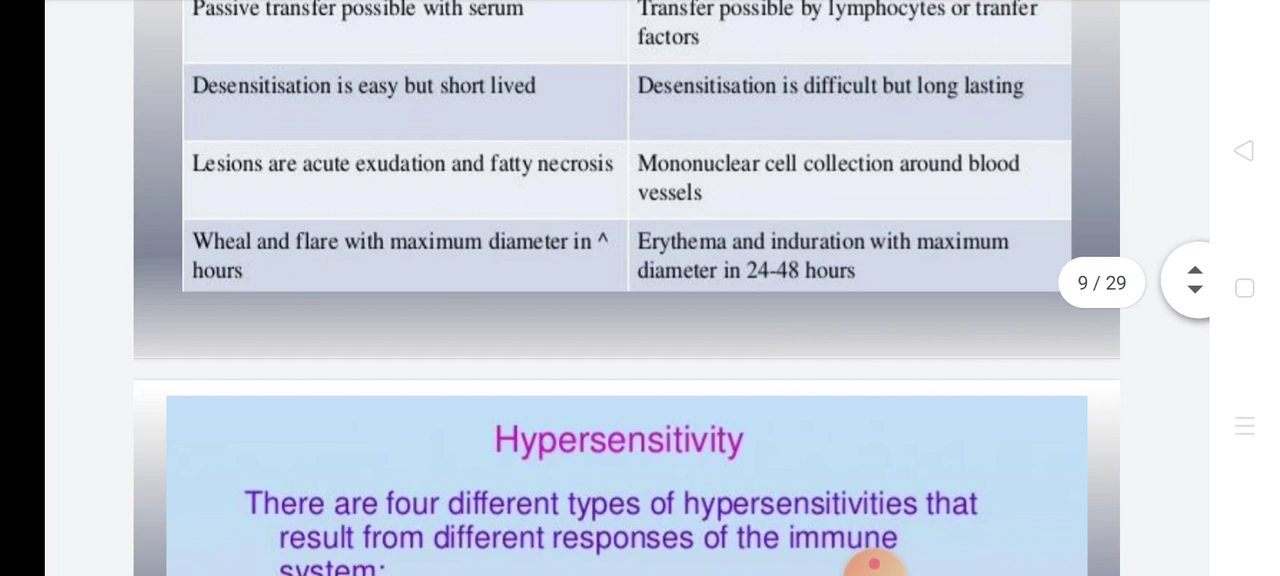 Passive transfer possible with serum
Transfer possible by lymphocytes or tranfer
factors
Desensitisation is easy but short lived
Desensitisation is difficult but long lasting
Lesions are acute exudation and fatty necrosis
Mononuclear cell collection around blood
vessels
Wheal and flare with maximum diameter in ^
hours
Erythema and induration with maximum
diameter in 24-48 hours
9 / 29
Hypersensitivity
There are four different types of hypersensitivities that
result from different responses of the immune
system: